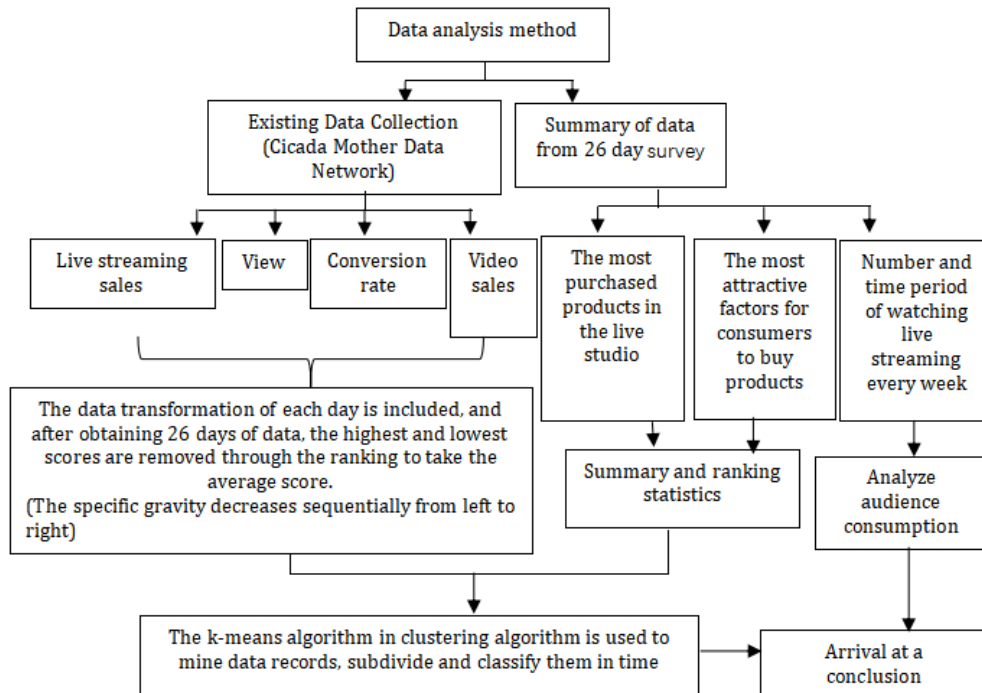 Data analysis method
Existing Data Collection
(Cicada Mother Data
Network)
Summary of data
from 26 day survey
Live streaming
sales
View
Conversion
rate
Video
sales
The most
purchased
products in
the live
studio
The most
attractive
factors for
consumers
to buy
products
Number and
time period
of watching
live
streaming
every week
The data transformation of each day is included, and
after obtaining 26 days of data, the highest and lowest
scores are removed through the ranking to take the
average score.
(The specific gravity decreases sequentially from left to
right)
Summary and ranking
statistics
Analyze
audience
consumption
The k-means algorithm in clustering algorithm is used to
mine data records, subdivide and classify them in time
Arrival at a
conclusion